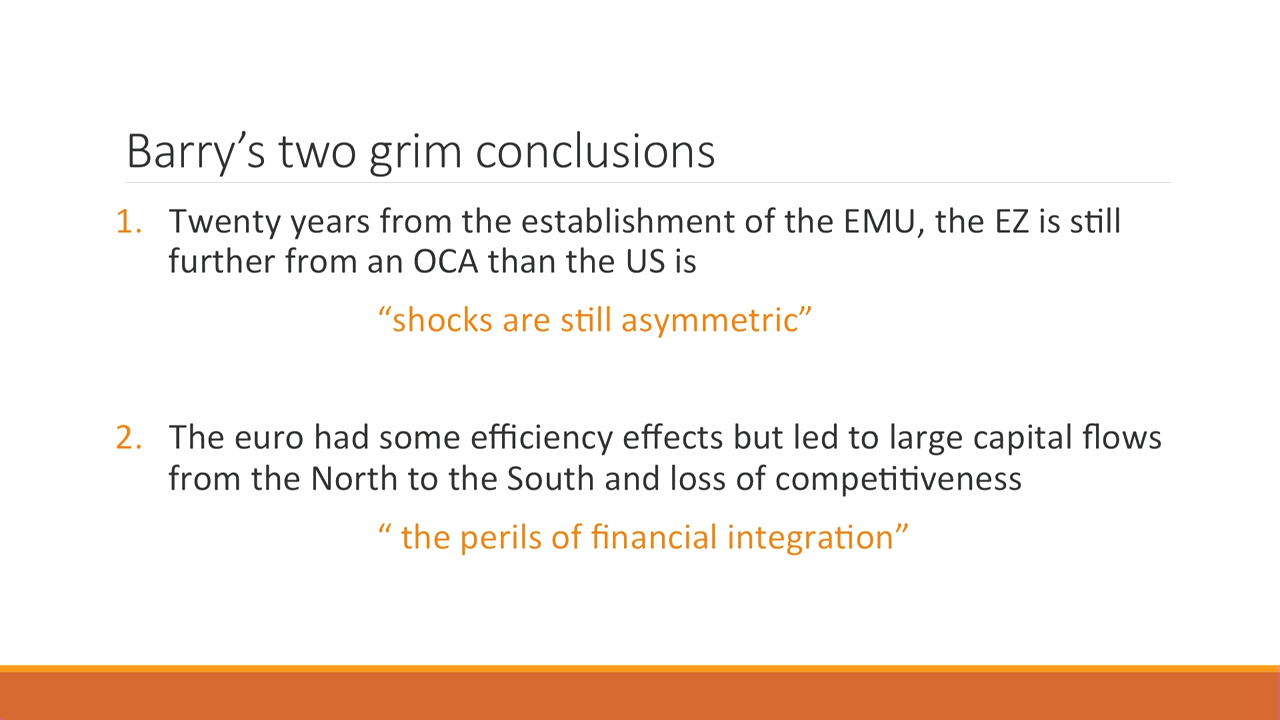 Barry’s two grim conclusions
1. Twenty years from the establishment of the EMU, the EZ is still
further from an OCA than the US is
“shocks are still asymmetric”
2. The euro had some efficiency effects but led to large capital flows
from the North to the South and loss of competitiveness
“ the perils of financial integration”